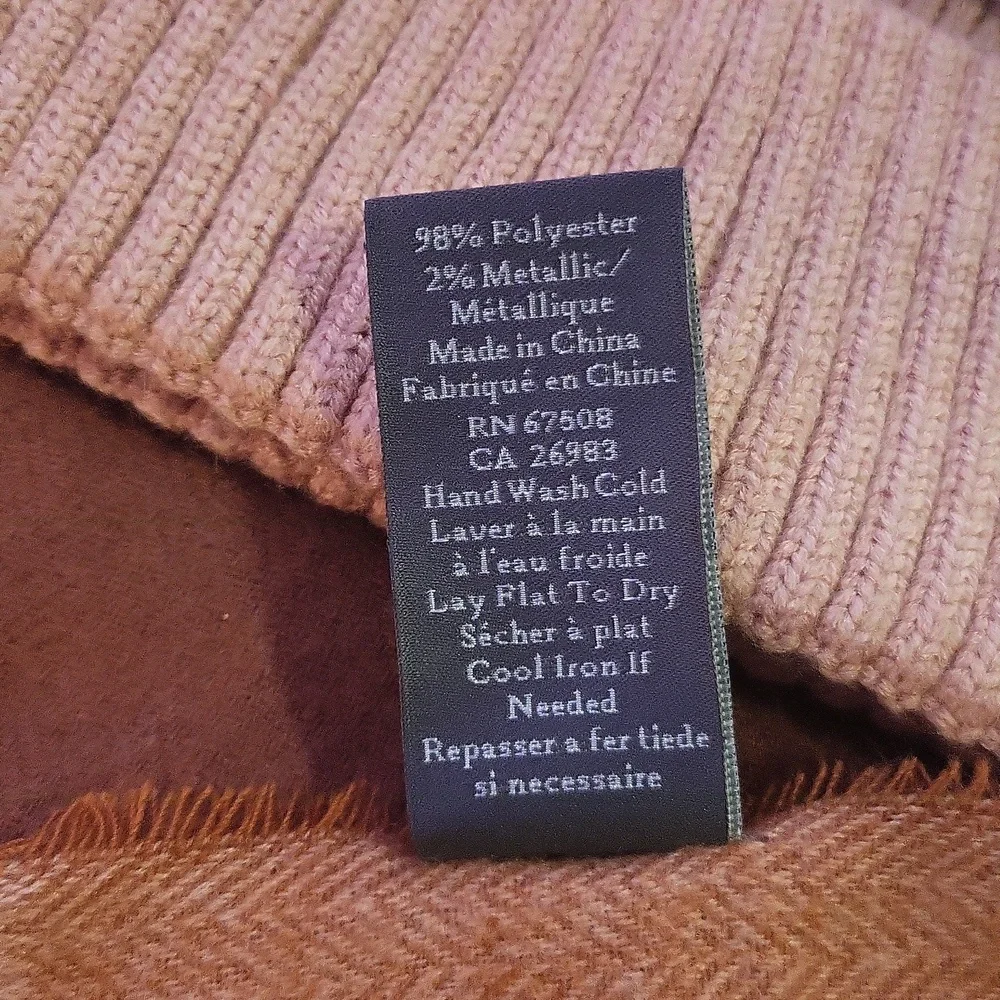 98% Polyester
2% Metallic/
Métallique
Made in China
Fabriqué en Chine
RN 67508
CA 26983
Hand Wash Cold
Laver à la main
à l'eau froide
Lay Flat To Dry
Sécher à plat
Cool Iron If
Needed
Repasser a fer tiede
si necessaire